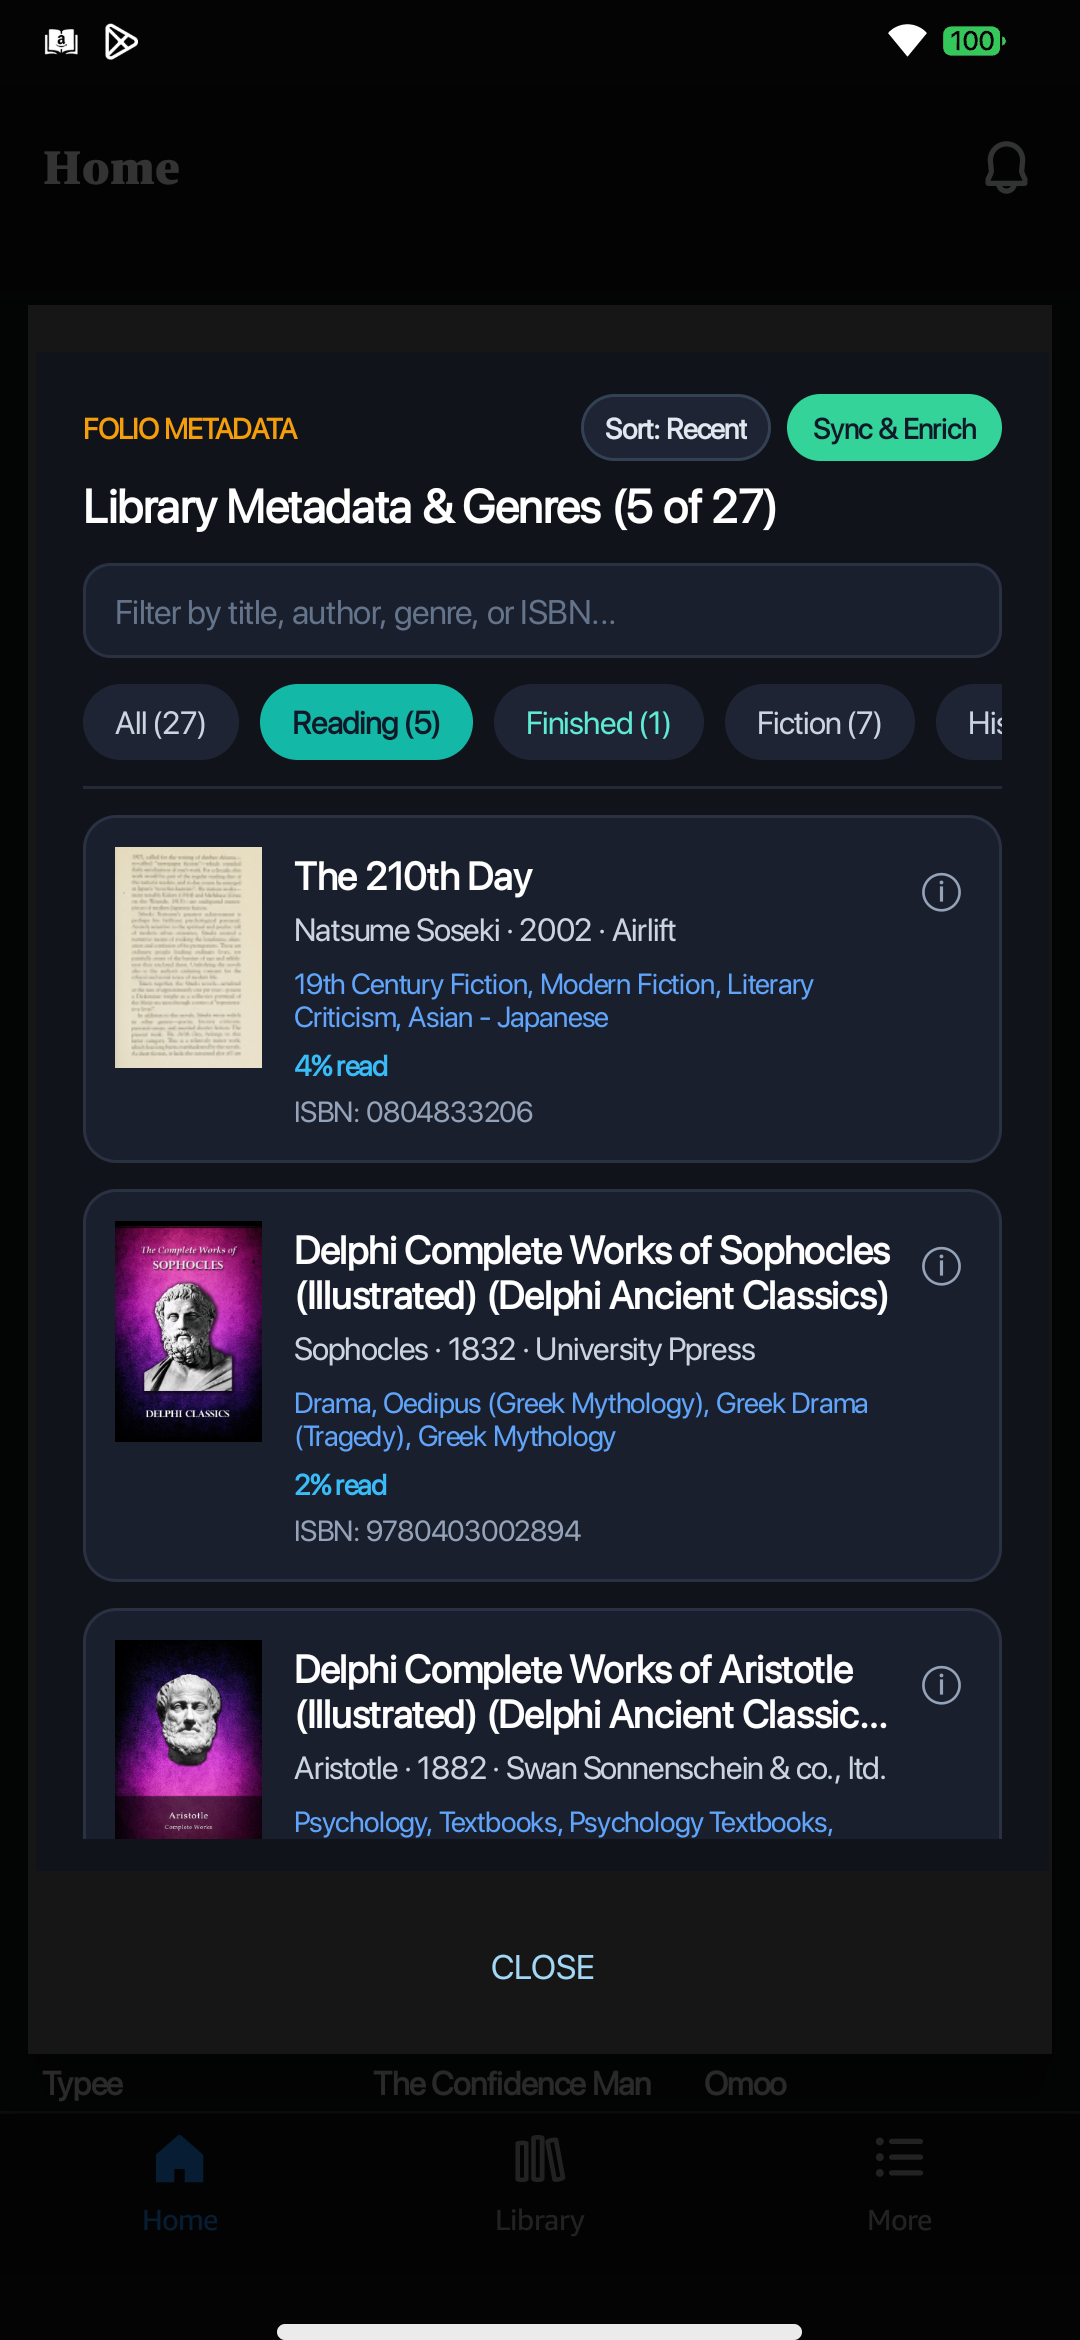 100
Home
FOLIO METADATA
Sort: Recent
Sync & Enrich
Library Metadata & Genres (5 of 27)
Filter by title, author, genre, or ISBN...
All (27)
Reading (5)
Finished (1)
Fiction (7)
His
The 210th Day
Natsume Soseki · 2002 · Airlift
19th Century Fiction, Modern Fiction, Literary
Criticism, Asian - Japanese
4% read
ISBN: 0804833206
The Complete Works of
SOPHOCLES
DELPHI CLASSICS
Delphi Complete Works of Sophocles
(Illustrated) (Delphi Ancient Classics)
Sophocles · 1832 · University Ppress
Drama, Oedipus (Greek Mythology), Greek Drama
(Tragedy), Greek Mythology
2% read
ISBN: 9780403002894
Aristotle
Complete Works
Delphi Complete Works of Aristotle
(Illustrated) (Delphi Ancient Classic...
Aristotle · 1882 · Swan Sonnenschein & co., ltd.
Psychology, Textbooks, Psychology Textbooks,
CLOSE
Typee
The Confidence Man
Omoo
Home
Library
More